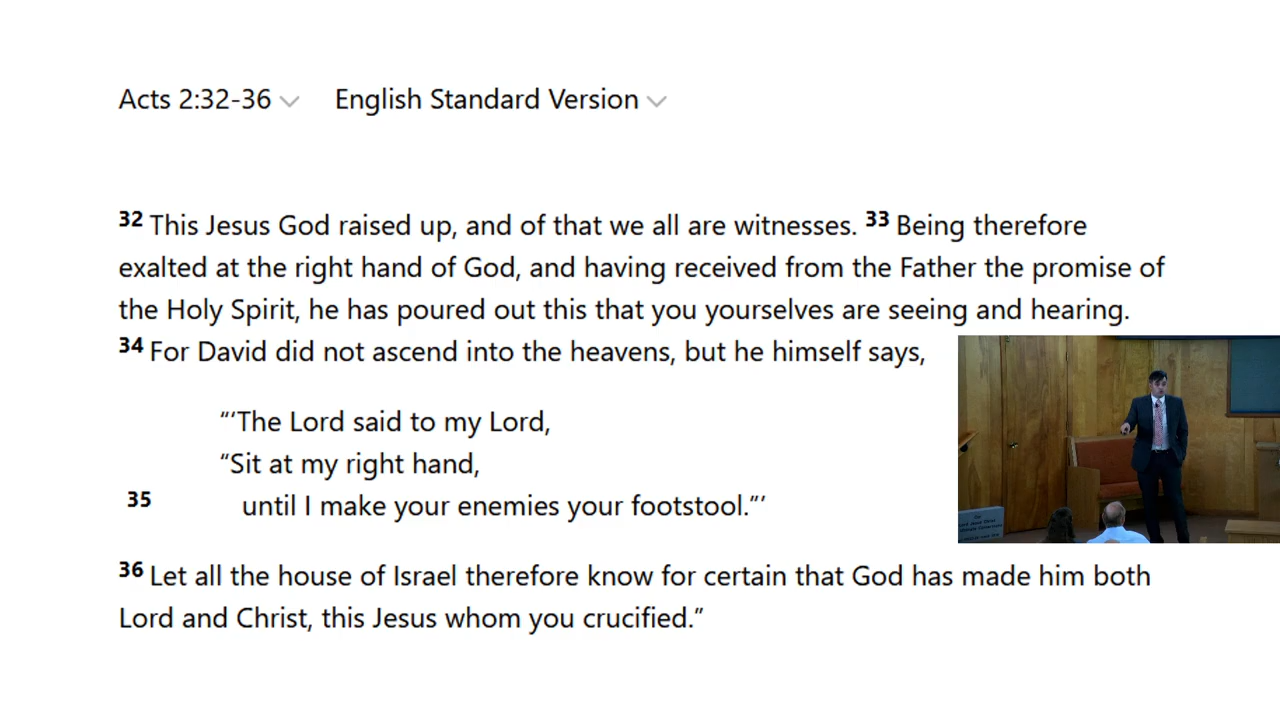 Acts 2:32-36 English Standard Version
32 This Jesus God raised up, and of that we all are witnesses. 33 Being therefore
exalted at the right hand of God, and having received from the Father the promise of
the Holy Spirit, he has poured out this that you yourselves are seeing and hearing.
34 For David did not ascend into the heavens, but he himself says,
“‘The Lord said to my Lord,
“Sit at my right hand,
35 until I make your enemies your footstool.”’
36 Let all the house of Israel therefore know for certain that God has made him both
Lord and Christ, this Jesus whom you crucified.”